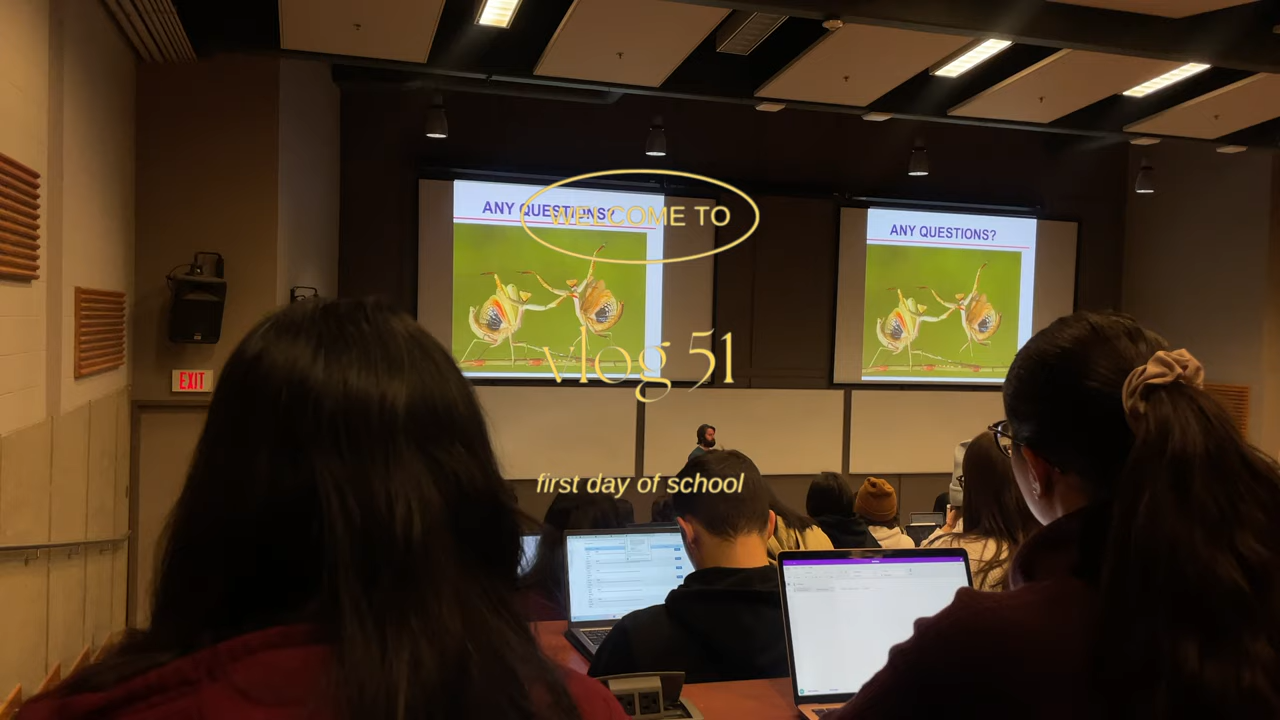 ANY QUESTIONS?
WELCOME TO
ANY QUESTIONS?
vlog 51
EXIT
first day of school